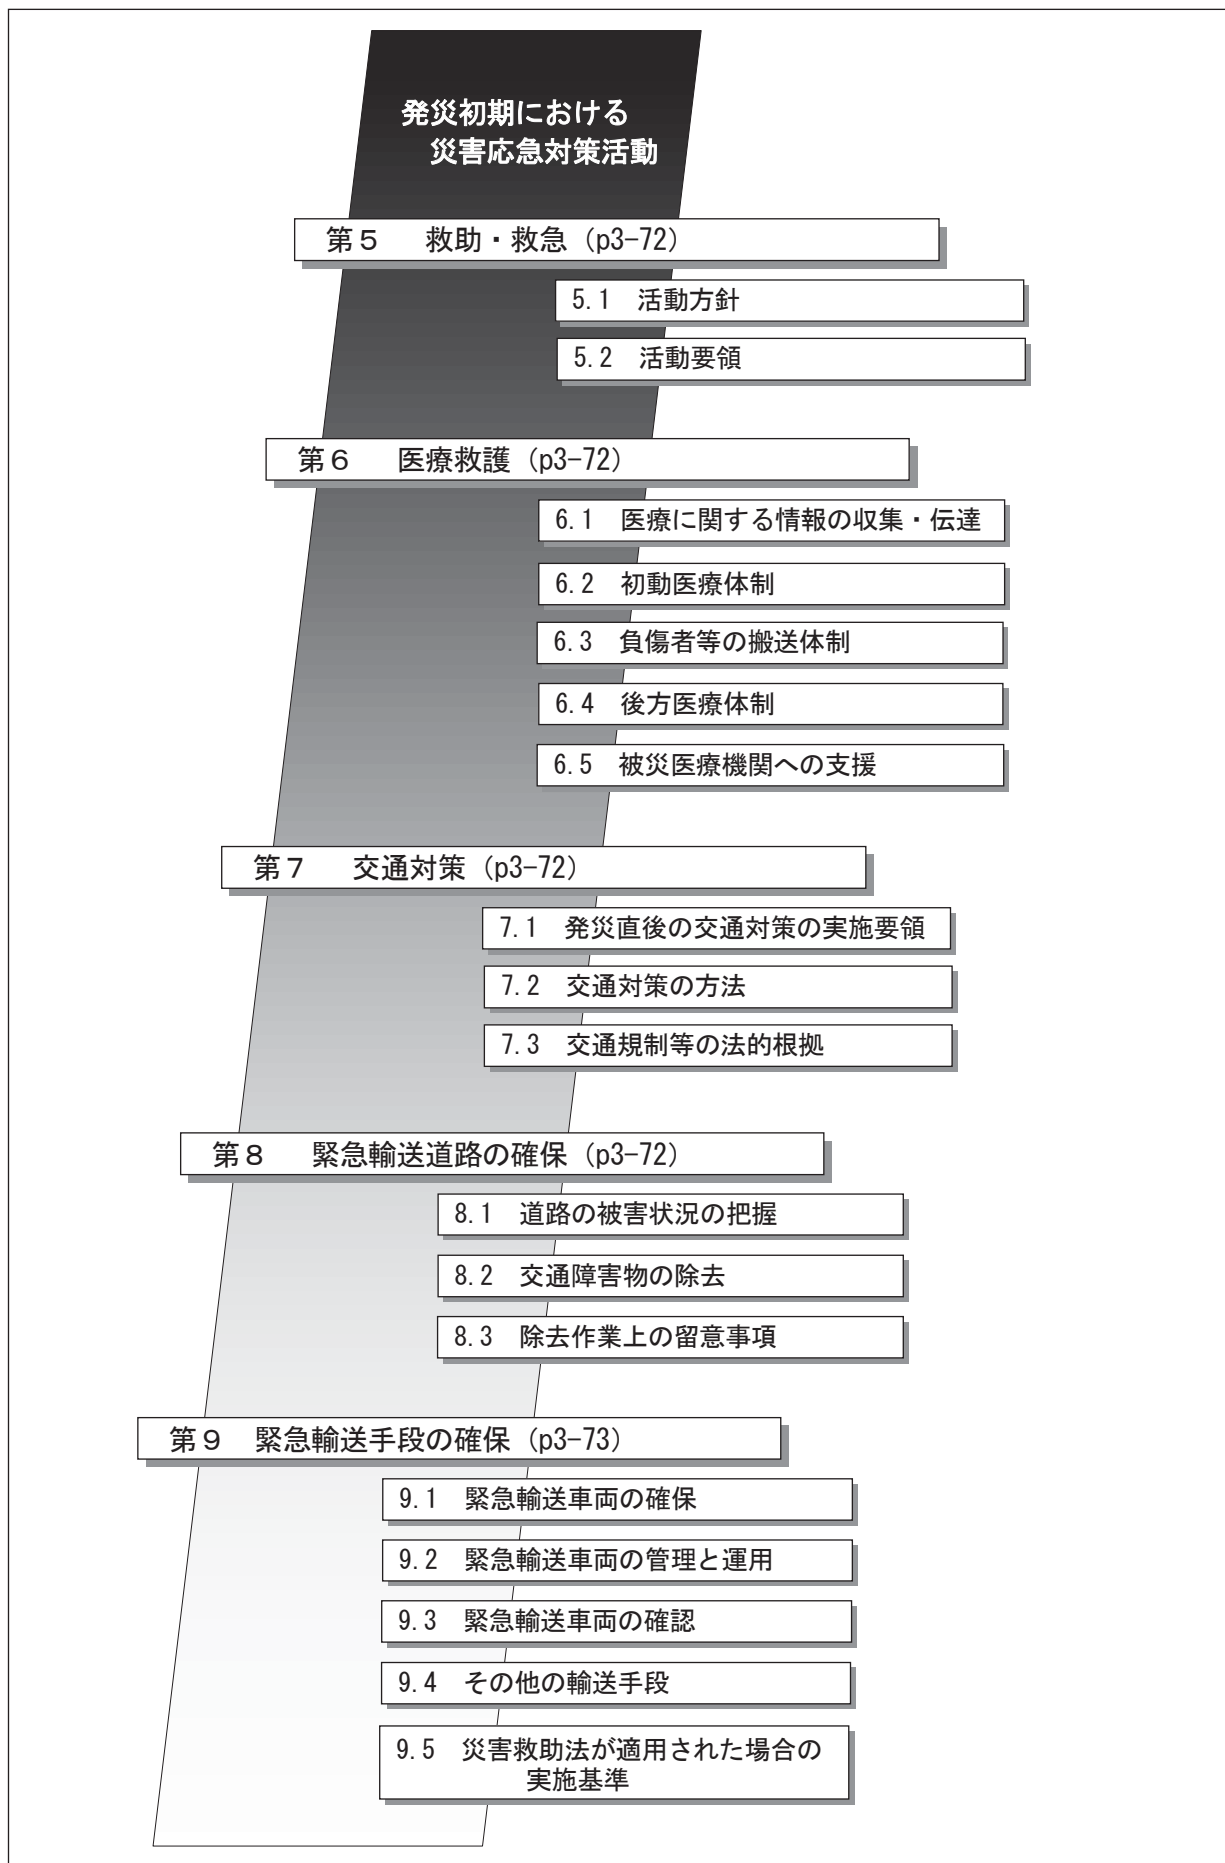 発災初期における
災害応急対策活動
第５　救助・救急（p3-72）
5.1　活動方針
5.2　活動要領
第６　医療救護（p3-72）
6.1　医療に関する情報の収集・伝達
6.2　初動医療体制
6.3　負傷者等の搬送体制
6.4　後方医療体制
6.5　被災医療機関への支援
第７　交通対策（p3-72）
7.1　発災直後の交通対策の実施要領
7.2　交通対策の方法
7.3　交通規制等の法的根拠
第８　緊急輸送道路の確保（p3-72）
8.1　道路の被害状況の把握
8.2　交通障害物の除去
8.3　除去作業上の留意事項
第９　緊急輸送手段の確保（p3-73）
9.1　緊急輸送車両の確保
9.2　緊急輸送車両の管理と運用
9.3　緊急輸送車両の確認
9.4　その他の輸送手段
9.5　災害救助法が適用された場合の
実施基準